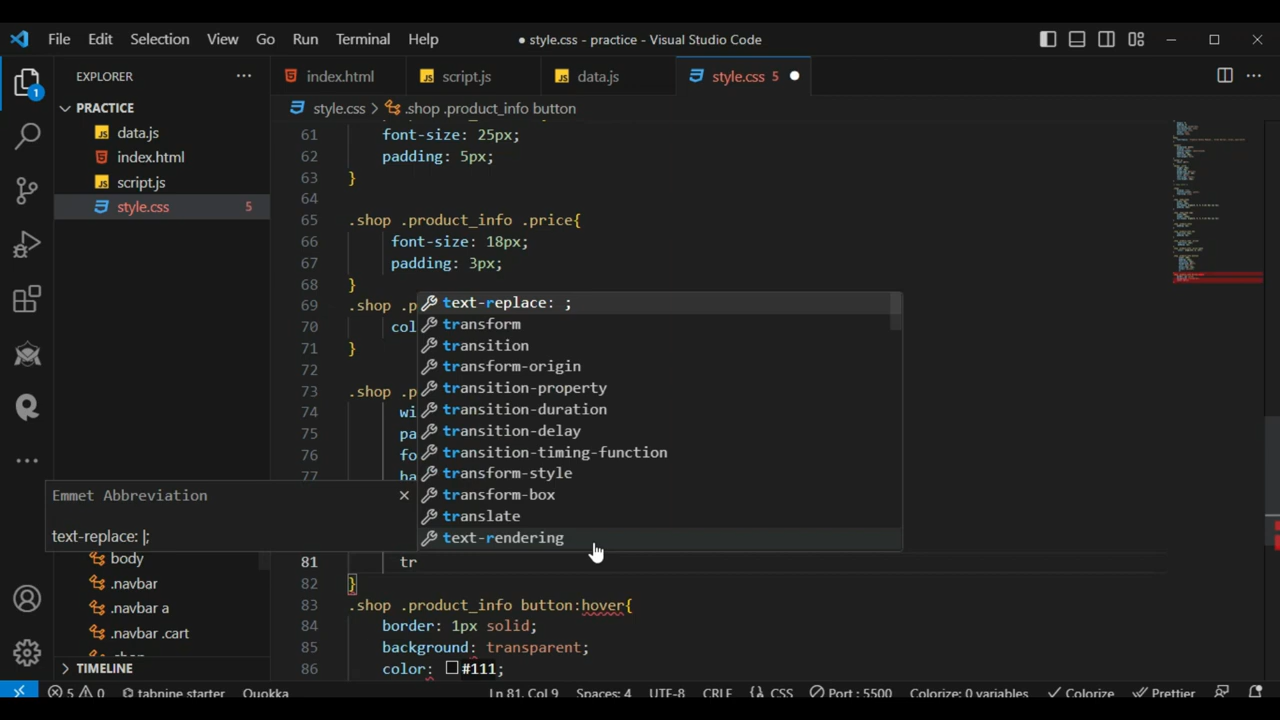 File Edit Selection View Go Run Terminal Help
● style.css - practice - Visual Studio Code
EXPLORER
index.html
script.js
data.js
style.css 5
1
PRACTICE
data.js
index.html
script.js
style.css 5
style.css > .shop .product_info button
61 font-size: 25px;
62 padding: 5px;
63 }
64
65 .shop .product_info .price{
66 font-size: 18px;
67 padding: 3px;
68 }
69 .shop .p
70 col
71 }
72
73 .shop .p
74 wi
75 pa
76 fo
77 ba
text-replace: ;
transform
transition
transform-origin
transition-property
transition-duration
transition-delay
transition-timing-function
transform-style
transform-box
translate
text-rendering
Emmet Abbreviation
text-replace: |;
81 tr
82 }
83 .shop .product_info button:hover{
84 border: 1px solid;
85 background: transparent;
86 color: #111;
body
.navbar
.navbar a
.navbar .cart
TIMELINE
5 0 tabnine starter Quokka Ln 81, Col 9 Spaces: 4 UTF-8 CRLF {} CSS Port : 5500 Colorize: 0 variables Colorize Prettier